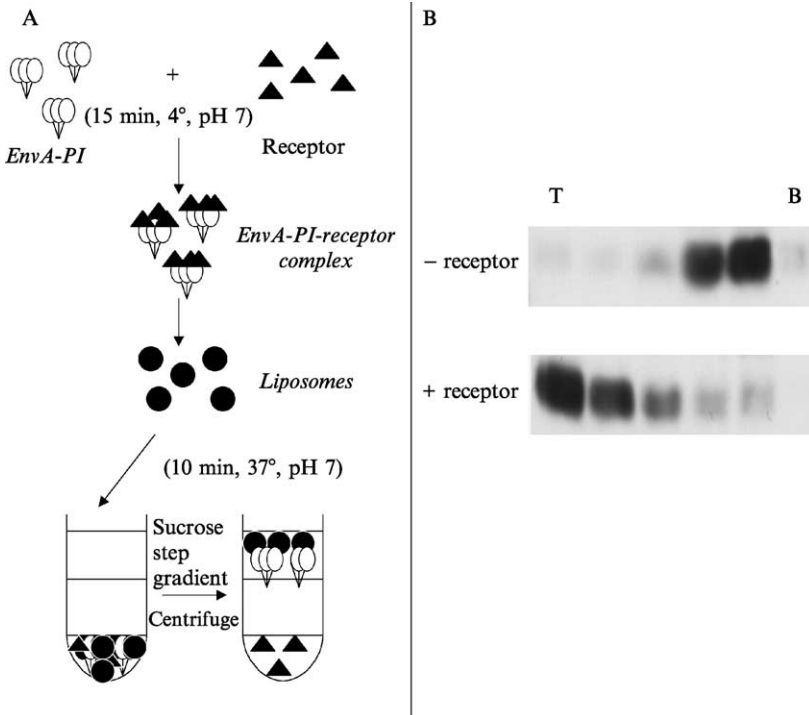 A
+
(15 min, 4°, pH 7)
EnvA-PI
Receptor
EnvA-PI-receptor
complex
Liposomes
(10 min, 37°, pH 7)
Sucrose
step
gradient
Centrifuge
B
T B
− receptor
+ receptor